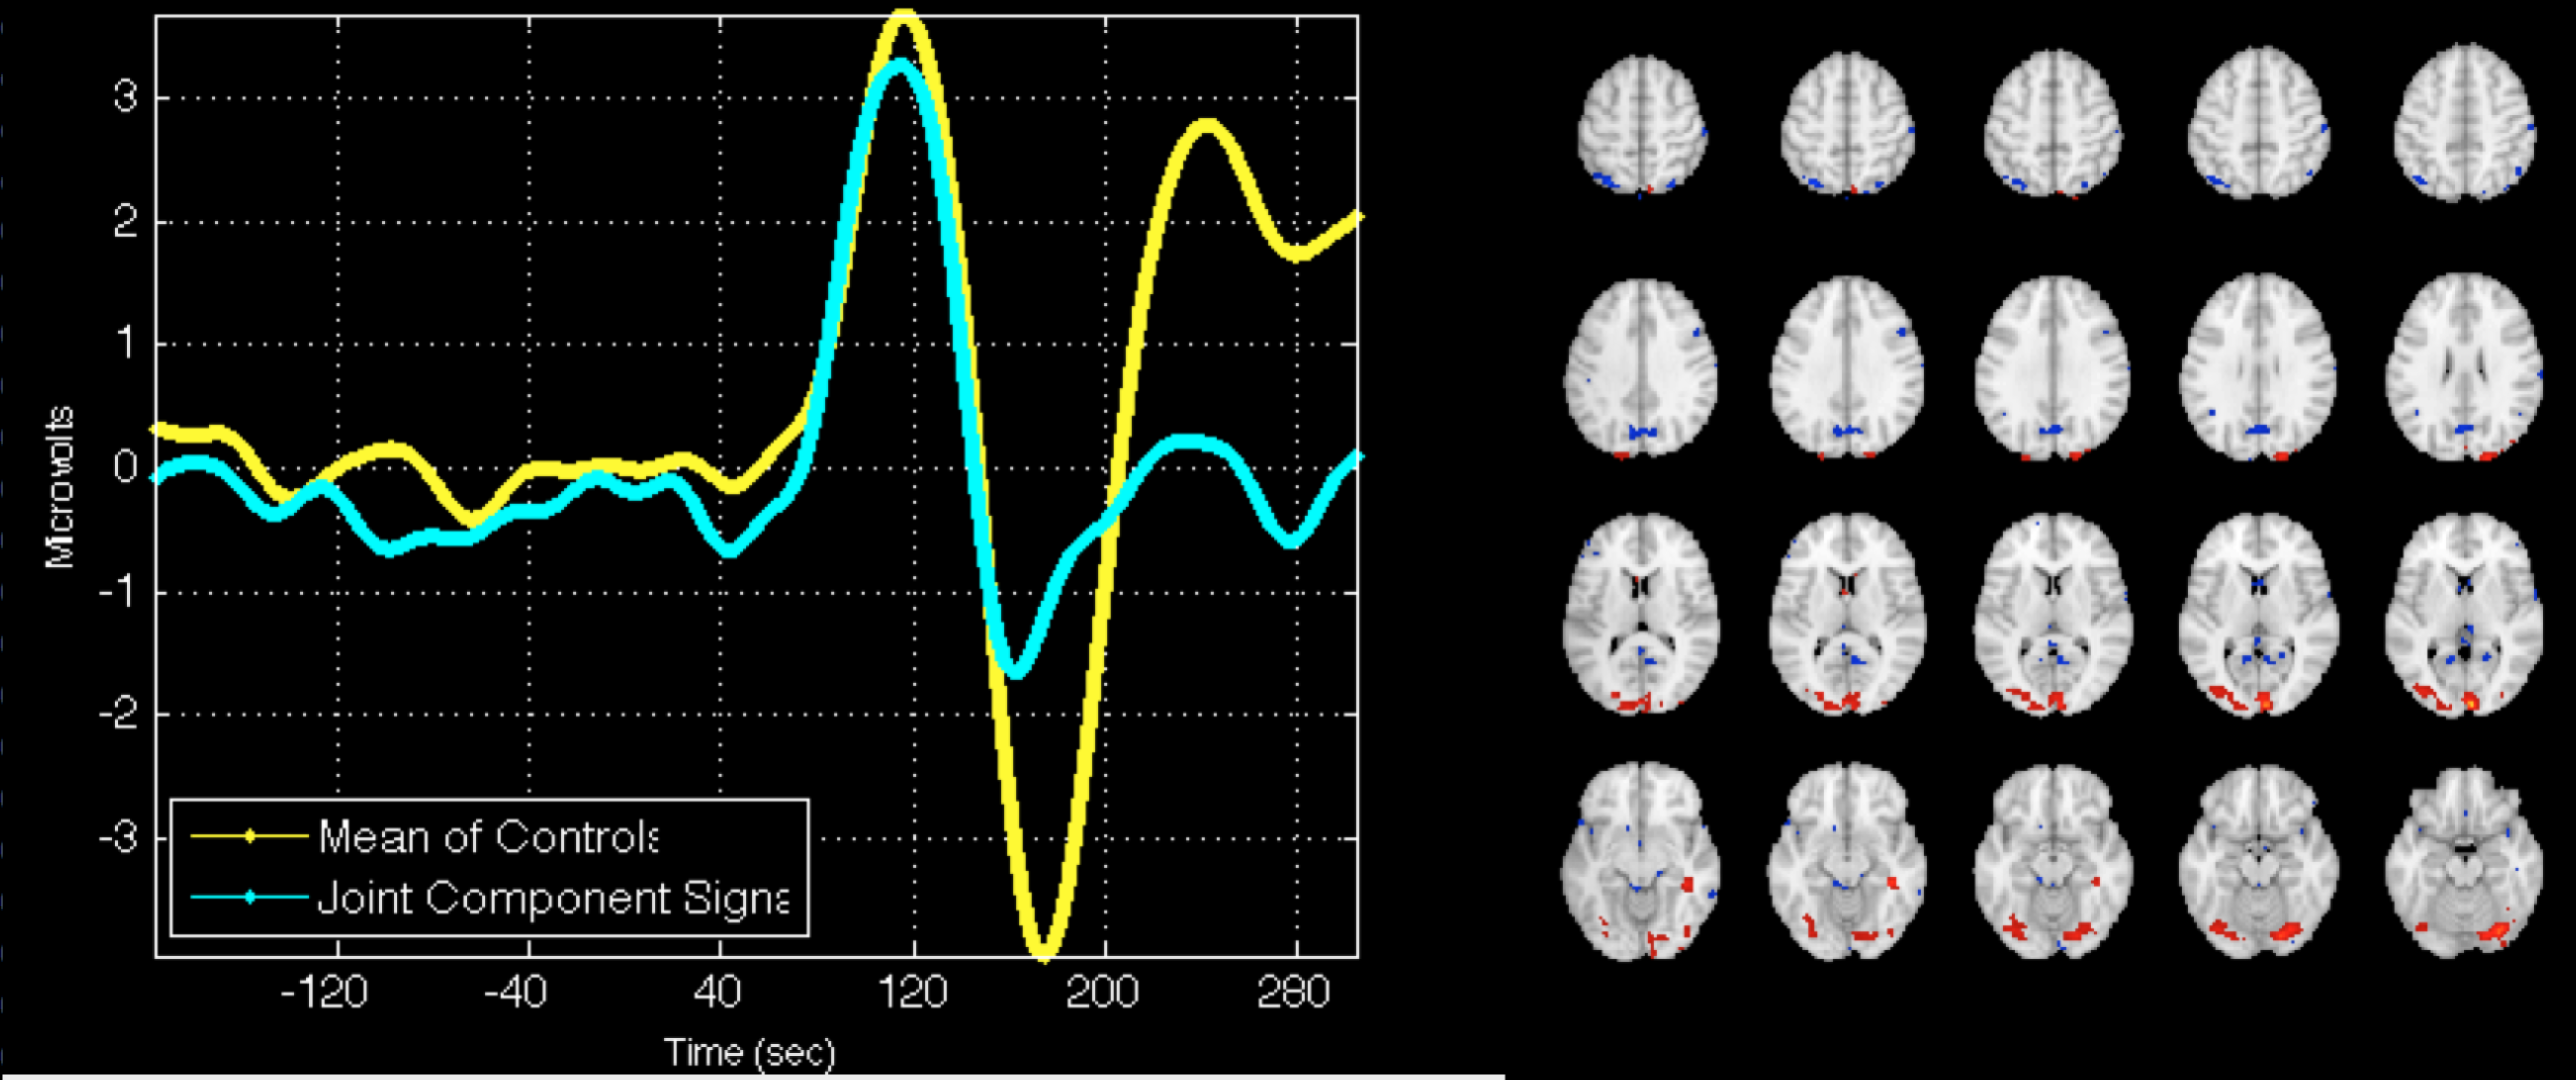 3
2
1
0
-1
-2
-3
Microvolts
Mean of Controls
Joint Component Signa
-120 -40 40 120 200 280
Time (sec)